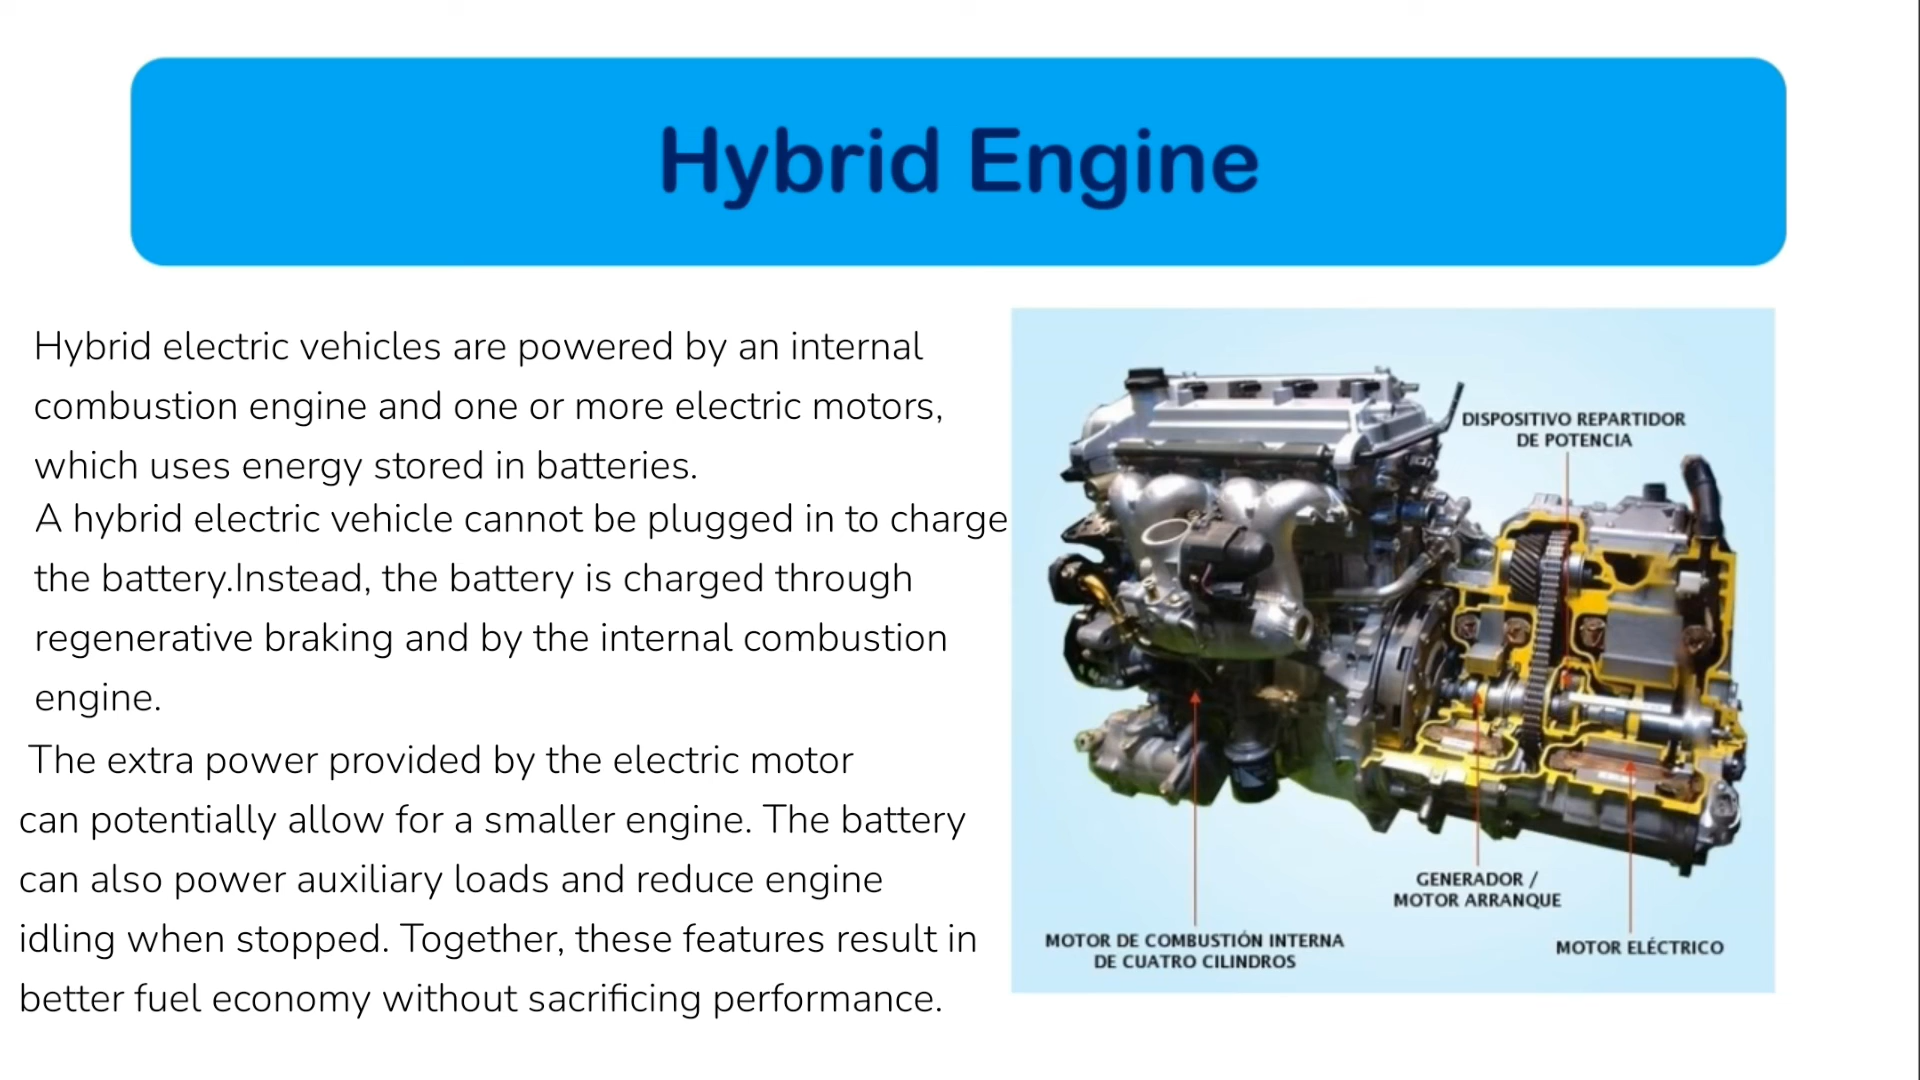 Hybrid Engine
Hybrid electric vehicles are powered by an internal
combustion engine and one or more electric motors,
which uses energy stored in batteries.
A hybrid electric vehicle cannot be plugged in to charge
the battery.Instead, the battery is charged through
regenerative braking and by the internal combustion
engine.
The extra power provided by the electric motor
can potentially allow for a smaller engine. The battery
can also power auxiliary loads and reduce engine
idling when stopped. Together, these features result in
better fuel economy without sacrificing performance.
DISPOSITIVO REPARTIDOR
DE POTENCIA
GENERADOR /
MOTOR ARRANQUE
MOTOR DE COMBUSTIÓN INTERNA
DE CUATRO CILINDROS
MOTOR ELÉCTRICO